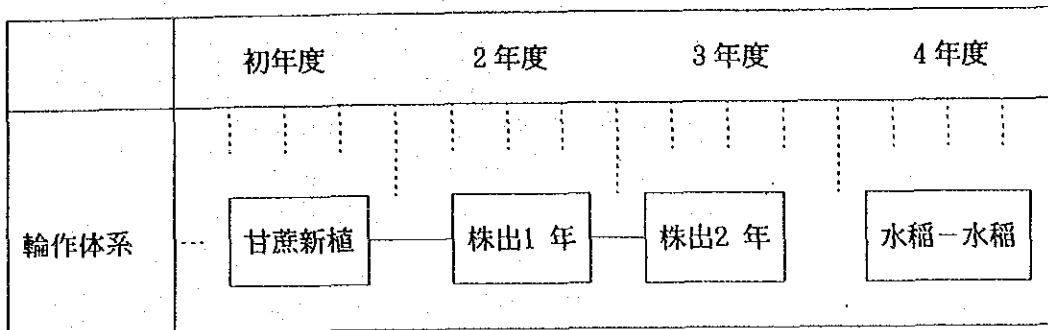 初年度 2年度 3年度 4年度
輪作体系 … 甘蔗新植 株出1 年 株出2 年 水稲－水稲